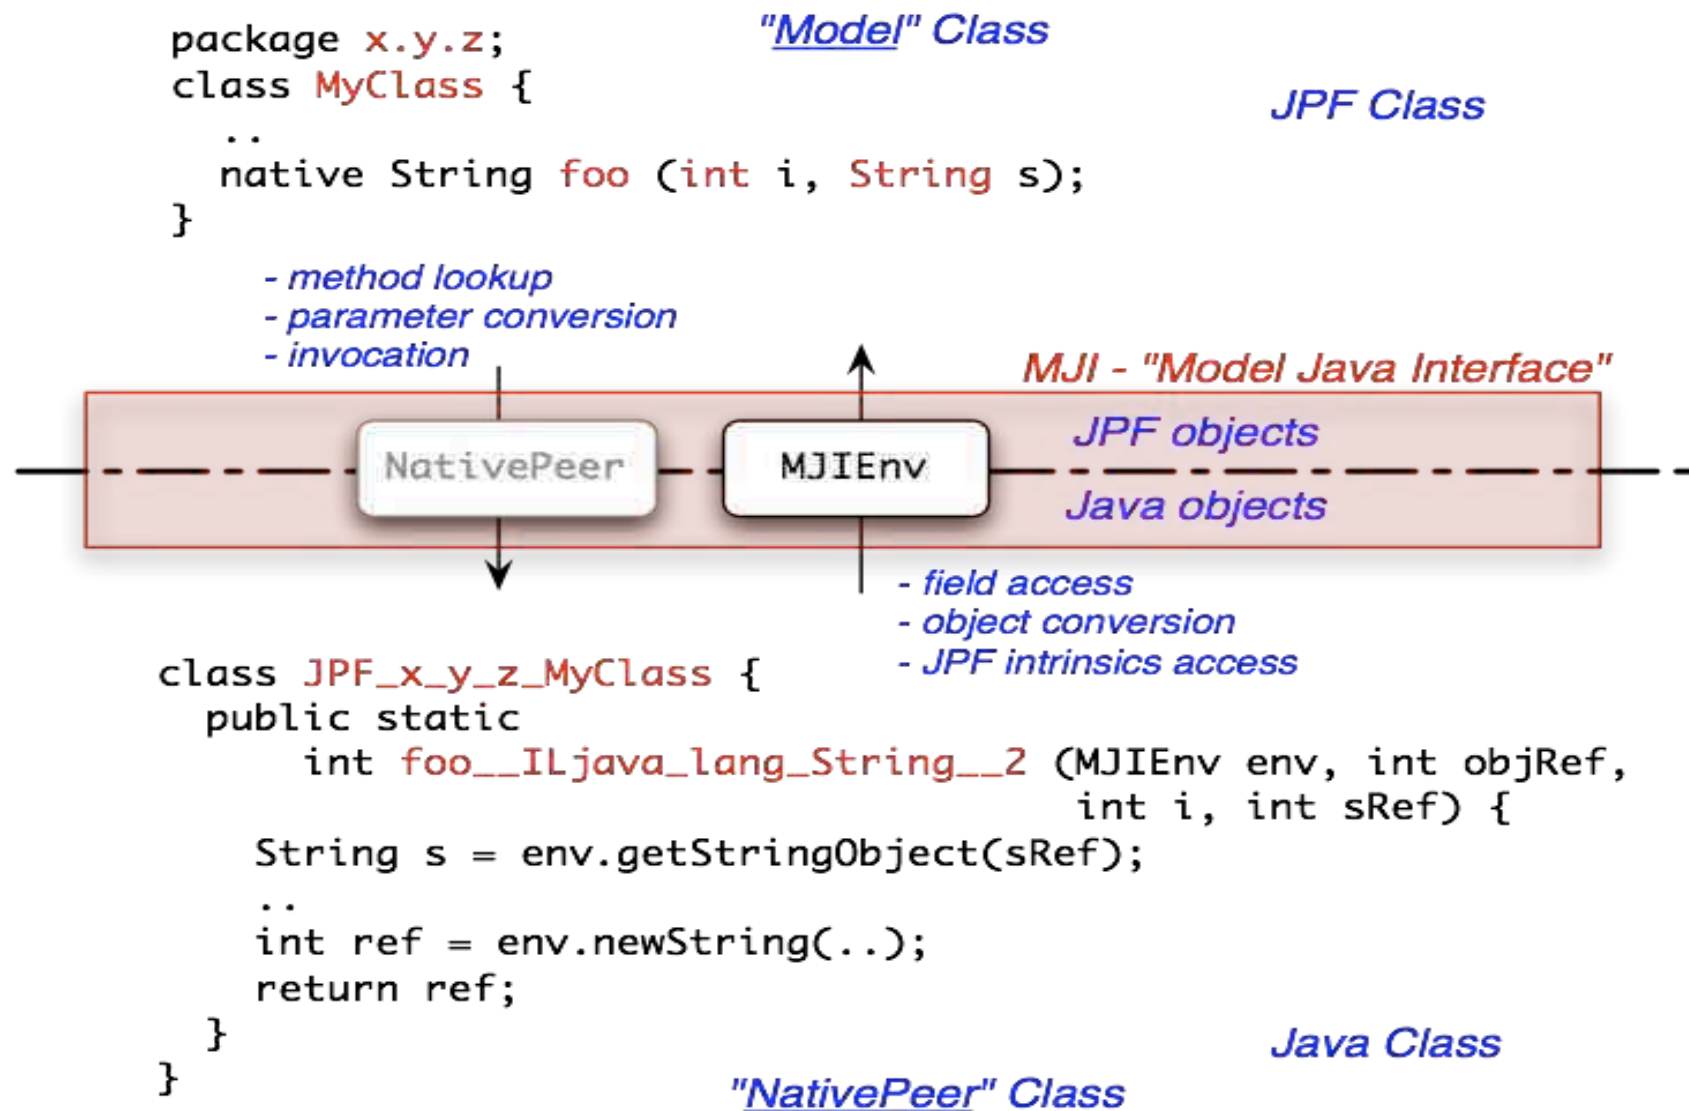 "Model" Class
package x.y.z;
class MyClass {
JPF Class
..
native String foo (int i, String s);
}
- method lookup
- parameter conversion
- invocation
MJI - "Model Java Interface"
JPF objects
NativePeer
MJIEnv
Java objects
- field access
- object conversion
- JPF intrinsics access
class JPF_x_y_z_MyClass {
public static
int foo__ILjava_lang_String__2 (MJIEnv env, int objRef,
int i, int sRef) {
String s = env.getStringObject(sRef);
..
int ref = env.newString(..);
return ref;
}
Java Class
}
"NativePeer" Class